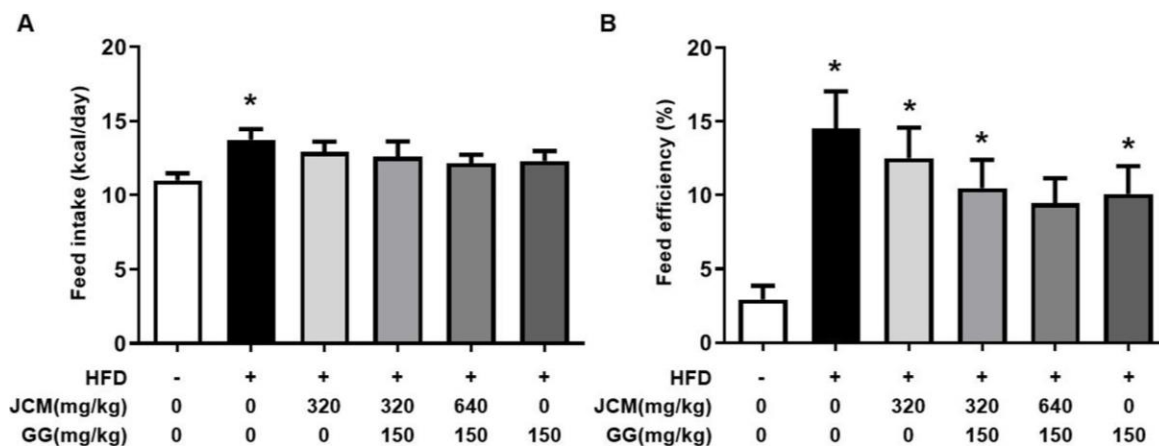 A
B
20
15
10
5
0
Feed intake (kcal/day)
*
20
15
10
5
0
Feed efficiency (%)
* * * *
HFD - + + + + +
JCM(mg/kg) 0 0 320 320 640 0
GG(mg/kg) 0 0 0 150 150 150
HFD - + + + + +
JCM(mg/kg) 0 0 320 320 640 0
GG(mg/kg) 0 0 0 150 150 150